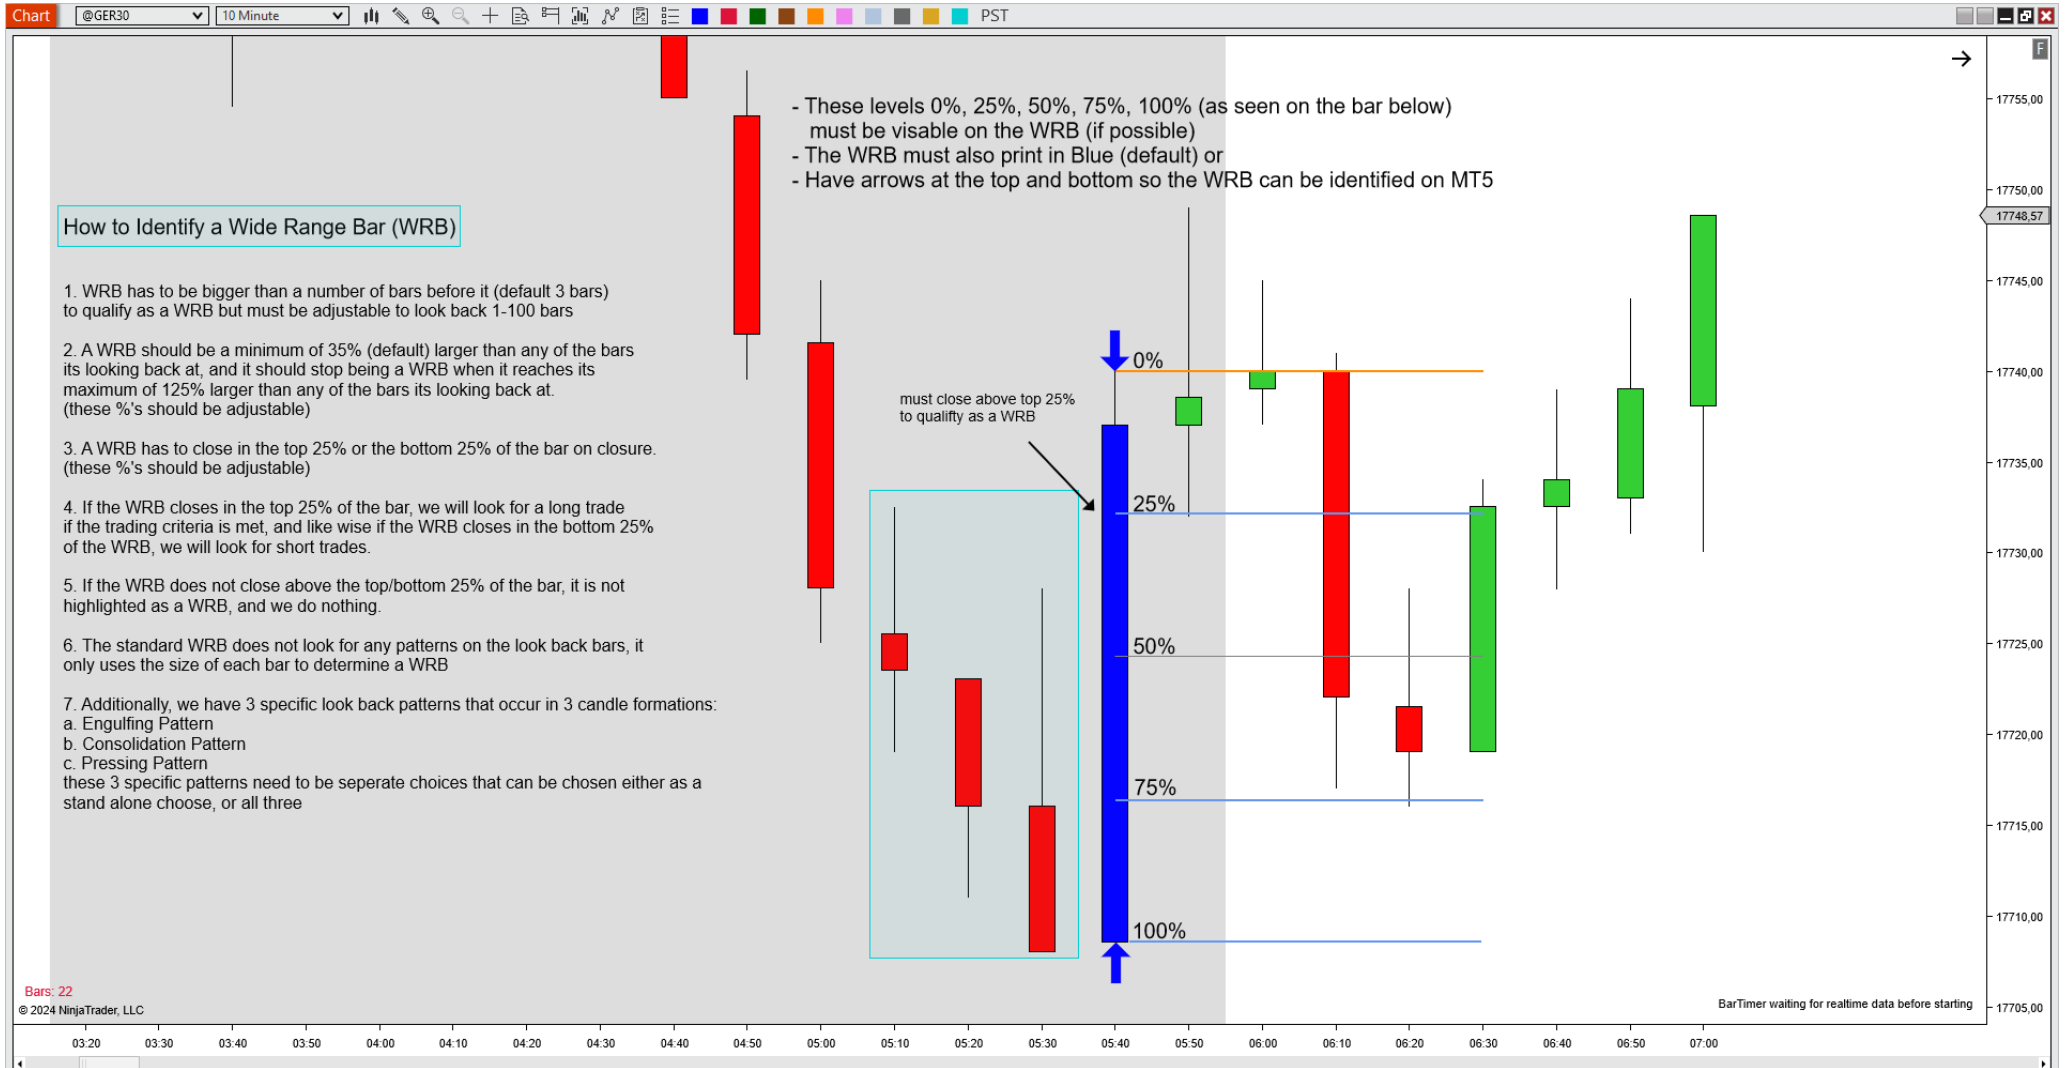 Chart @GER30 10 Minute PST
F
- These levels 0%, 25%, 50%, 75%, 100% (as seen on the bar below)
must be visable on the WRB (if possible)
- The WRB must also print in Blue (default) or
- Have arrows at the top and bottom so the WRB can be identified on MT5
How to Identify a Wide Range Bar (WRB)
1. WRB has to be bigger than a number of bars before it (default 3 bars)
to qualify as a WRB but must be adjustable to look back 1-100 bars
2. A WRB should be a minimum of 35% (default) larger than any of the bars
its looking back at, and it should stop being a WRB when it reaches its
maximum of 125% larger than any of the bars its looking back at.
(these %'s should be adjustable)
3. A WRB has to close in the top 25% or the bottom 25% of the bar on closure.
(these %'s should be adjustable)
4. If the WRB closes in the top 25% of the bar, we will look for a long trade
if the trading criteria is met, and like wise if the WRB closes in the bottom 25%
of the WRB, we will look for short trades.
5. If the WRB does not close above the top/bottom 25% of the bar, it is not
highlighted as a WRB, and we do nothing.
6. The standard WRB does not look for any patterns on the look back bars, it
only uses the size of each bar to determine a WRB
7. Additionally, we have 3 specific look back patterns that occur in 3 candle formations:
a. Engulfing Pattern
b. Consolidation Pattern
c. Pressing Pattern
these 3 specific patterns need to be seperate choices that can be chosen either as a
stand alone choose, or all three
must close above top 25%
to qualifty as a WRB
0%
25%
50%
75%
100%
17755,00
17750,00
17748,57
17745,00
17740,00
17735,00
17730,00
17725,00
17720,00
17715,00
17710,00
17705,00
Bars: 22
© 2024 NinjaTrader, LLC
BarTimer waiting for realtime data before starting
03:20 03:30 03:40 03:50 04:00 04:10 04:20 04:30 04:40 04:50 05:00 05:10 05:20 05:30 05:40 05:50 06:00 06:10 06:20 06:30 06:40 06:50 07:00